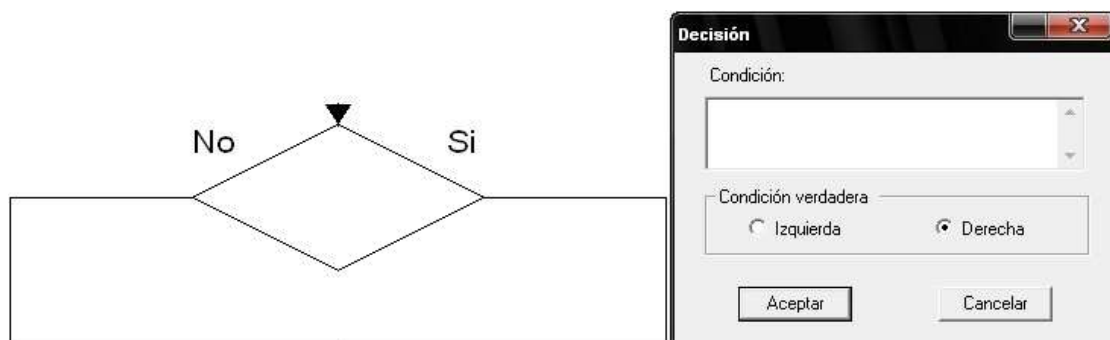 No
Si
Decisión
Condición:
Condición verdadera
Izquierda
Derecha
Aceptar
Cancelar